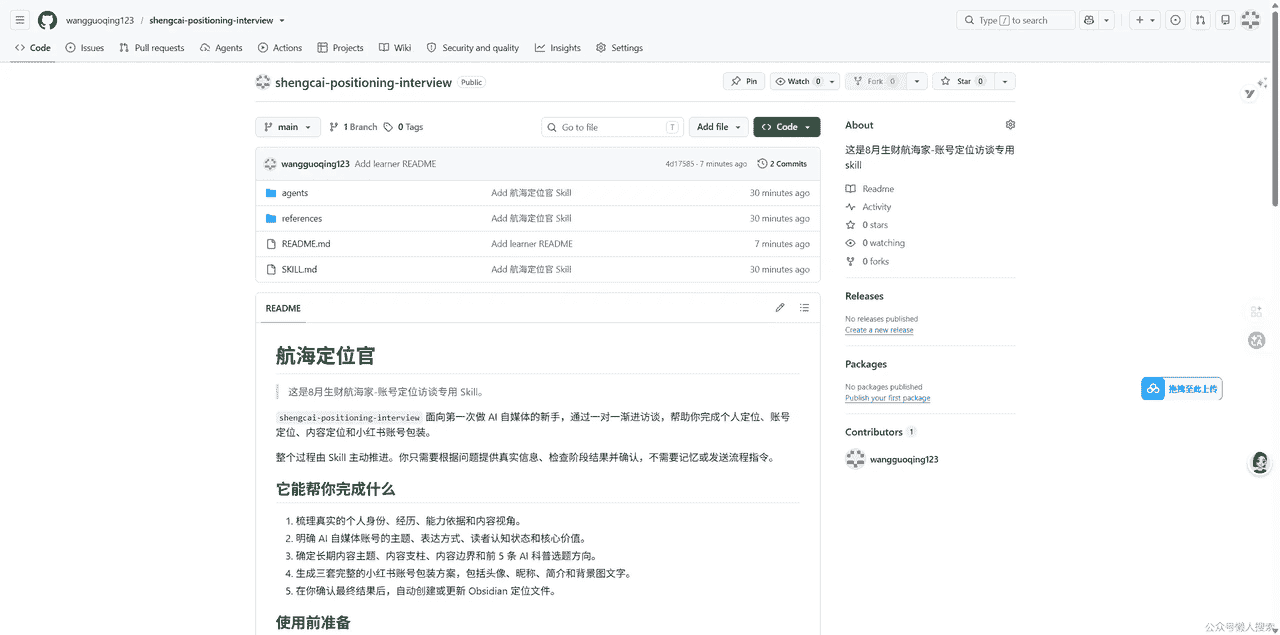 wangguoqing123 / shengcai-positioning-interview
Type / to search
Code Issues Pull requests Agents Actions Projects Wiki Security and quality Insights Settings
shengcai-positioning-interview Public
Pin Watch 0 Fork 0 Star 0
main 1 Branch 0 Tags
Go to file T Add file Code
wangguoqing123 Add learner README 4d17585 · 7 minutes ago 2 Commits
agents Add 航海定位官 Skill 30 minutes ago
references Add 航海定位官 Skill 30 minutes ago
README.md Add learner README 7 minutes ago
SKILL.md Add 航海定位官 Skill 30 minutes ago
README
航海定位官
这是8月生财航海家-账号定位访谈专用 Skill。
shengcai-positioning-interview 面向第一次做 AI 自媒体的新手，通过一对一渐进访谈，帮助你完成个人定位、账号
定位、内容定位和小红书账号包装。
整个过程由 Skill 主动推进。你只需要根据问题提供真实信息、检查阶段结果并确认，不需要记忆或发送流程指令。
它能帮你完成什么
1. 梳理真实的个人身份、经历、能力依据和内容视角。
2. 明确 AI 自媒体账号的主题、表达方式、读者认知状态和核心价值。
3. 确定长期内容主题、内容支柱、内容边界和前 5 条 AI 科普选题方向。
4. 生成三套完整的小红书账号包装方案，包括头像、昵称、简介和背景图文字。
5. 在你确认最终结果后，自动创建或更新 Obsidian 定位文件。
使用前准备
About
这是8月生财航海家-账号定位访谈专用
skill
Readme
Activity
0 stars
0 watching
0 forks
Releases
No releases published
Create a new release
Packages
No packages published
Publish your first package
Contributors 1
wangguoqing123
拖拽至此上传
公众号懒人搜索